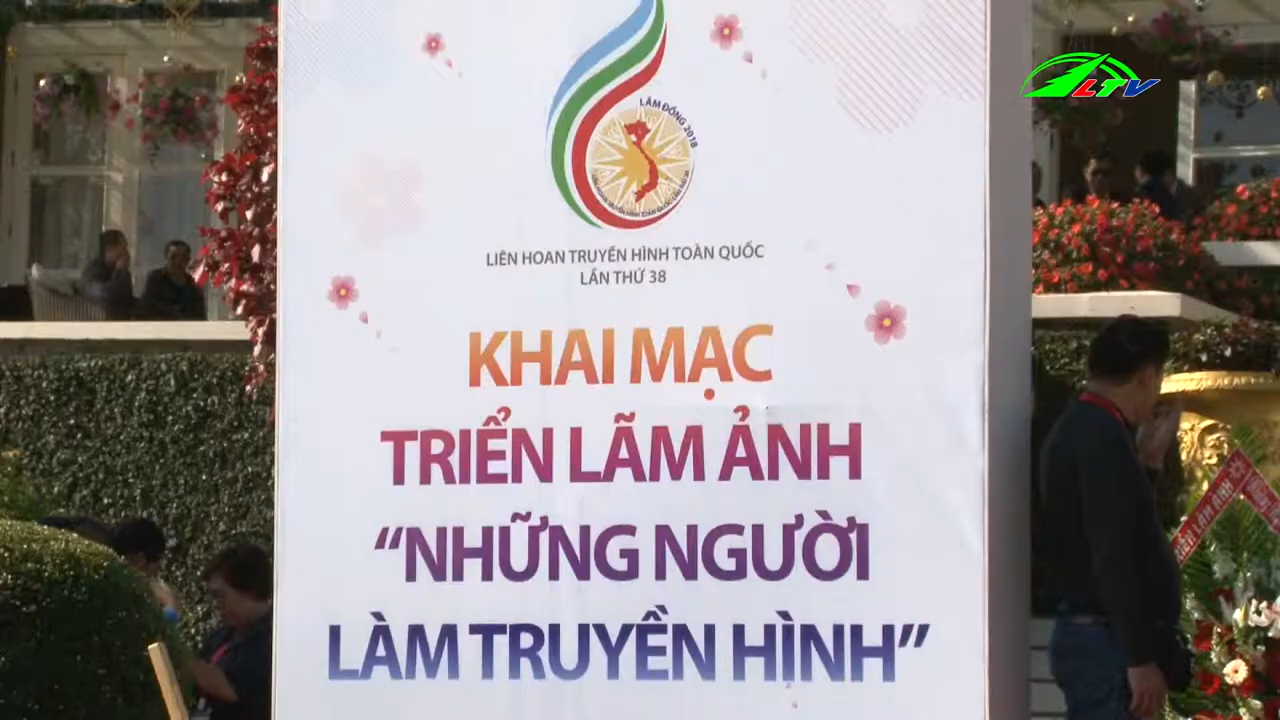 LTV
LÂM ĐỒNG 2018
LIÊN HOAN TRUYỀN HÌNH TOÀN QUỐC
LẦN THỨ 38
KHAI MẠC
TRIỂN LÃM ẢNH
“NHỮNG NGƯỜI
LÀM TRUYỀN HÌNH”